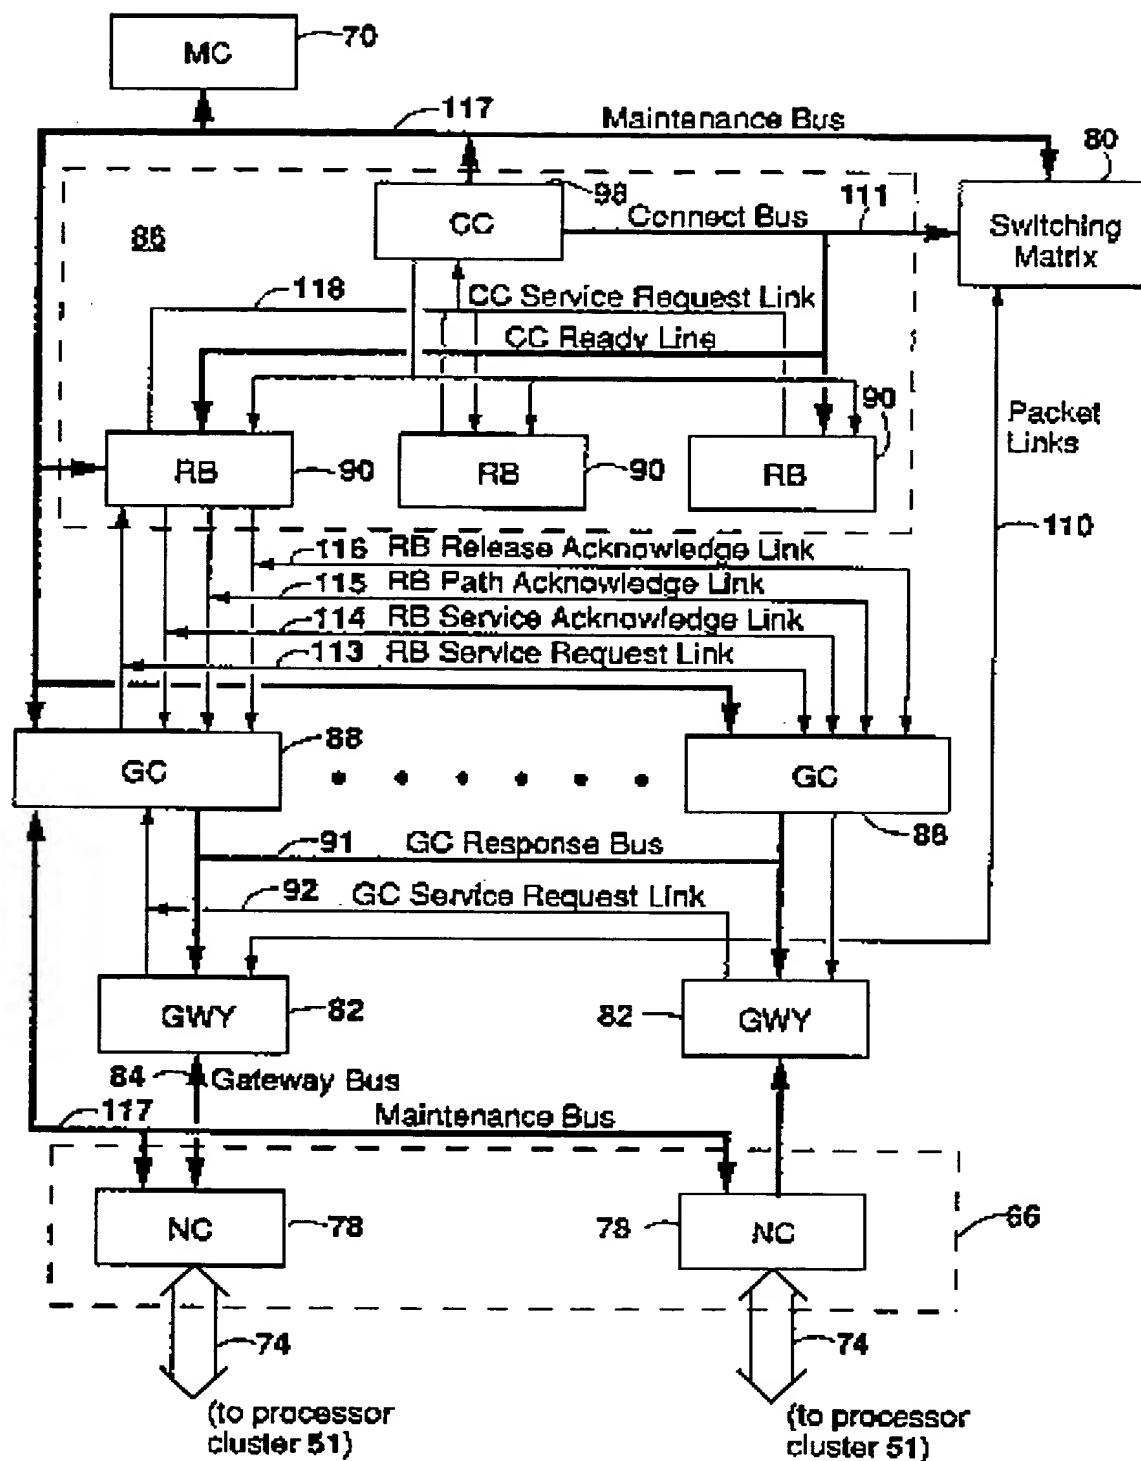 MC
70
117
Maintenance Bus
80
98
CC
Connect Bus
111
Switching
Matrix
86
118
CC Service Request Link
CC Ready Line
90
Packet
Links
RB
90
RB
90
RB
110
116 RB Release Acknowledge Link
115 RB Path Acknowledge Link
114 RB Service Acknowledge Link
113 RB Service Request Link
88
GC
GC
88
91
GC Response Bus
92
GC Service Request Link
GWY
82
82
GWY
84
Gateway Bus
117
Maintenance Bus
NC
78
78
NC
66
74
74
(to processor
cluster 51)
(to processor
cluster 51)